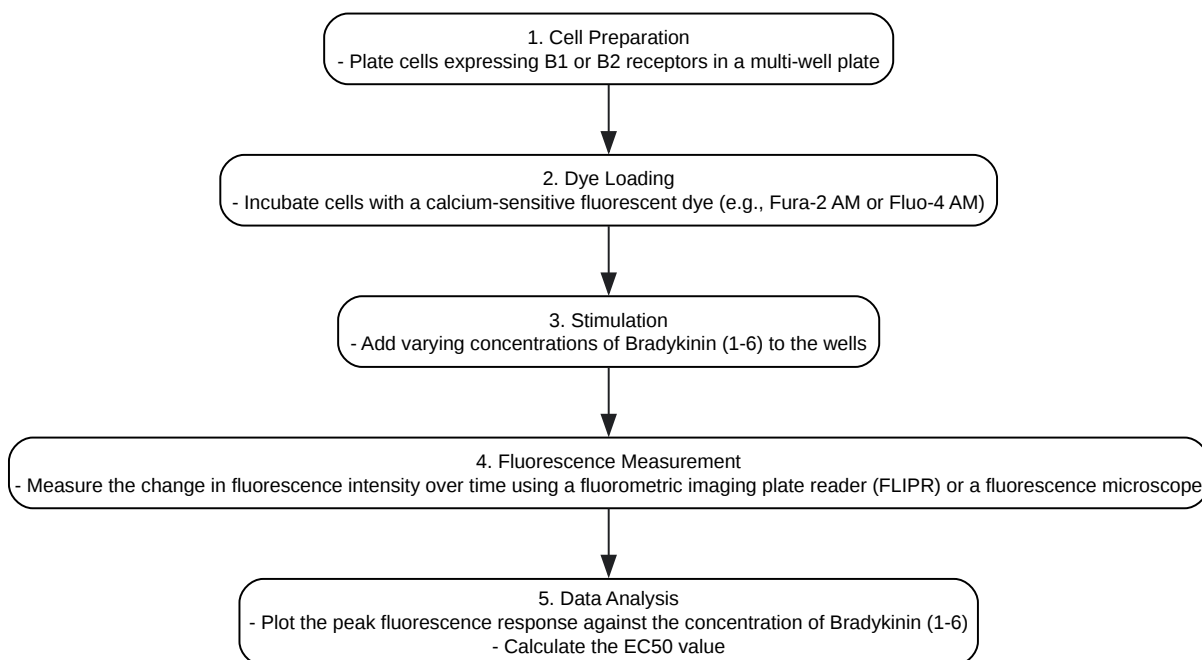 1. Cell Preparation
- Plate cells expressing B1 or B2 receptors in a multi-well plate
2. Dye Loading
- Incubate cells with a calcium-sensitive fluorescent dye (e.g., Fura-2 AM or Fluo-4 AM)
3. Stimulation
- Add varying concentrations of Bradykinin (1-6) to the wells
4. Fluorescence Measurement
- Measure the change in fluorescence intensity over time using a fluorometric imaging plate reader (FLIPR) or a fluorescence microscope
5. Data Analysis
- Plot the peak fluorescence response against the concentration of Bradykinin (1-6)
- Calculate the EC50 value